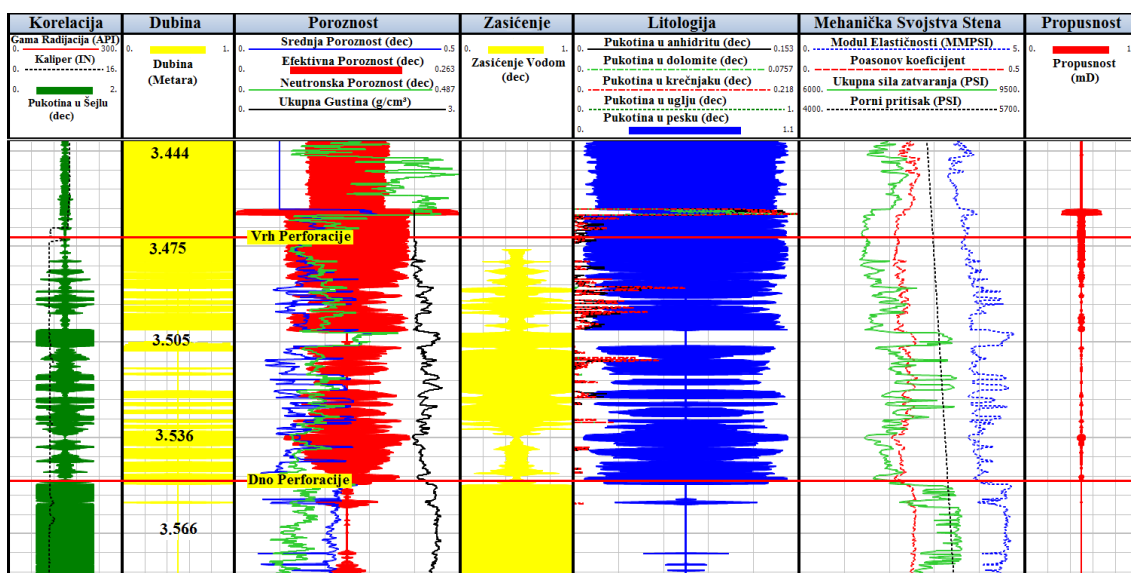 Korelacija
Gama Radijacija (API)
0. 300.
Kaliper (IN)
0. 16.
0. 2.
Pukotina u Šejlu
(dec)
Dubina
0. 1.
Dubina
(Metara)
Poroznost
Srednja Poroznost (dec)
0. 0.5
Efektivna Poroznost (dec)
0. 0.263
Neutronska Poroznost (dec)
0. 0.487
Ukupna Gustina (g/cm³)
0. 3.
Zasićenje
0. 1.
Zasićenje Vodom
(dec)
Litologija
Pukotina u anhidritu (dec)
0. 0.153
Pukotina u dolomite (dec)
0. 0.0757
Pukotina u krečnjaku (dec)
0. 0.218
Pukotina u uglju (dec)
0. 1.
Pukotina u pesku (dec)
0. 1.1
Mehanička Svojstva Stena
Modul Elastičnosti (MMPSI)
0. 5.
Poasonov koeficijent
0. 0.5
Ukupna sila zatvaranja (PSI)
6000. 9500.
Porni pritisak (PSI)
4000. 5700.
Propusnost
0.
Propusnost
(mD)
3.444
Vrh Perforacije
3.475
3.505
3.536
Dno Perforacije
3.566